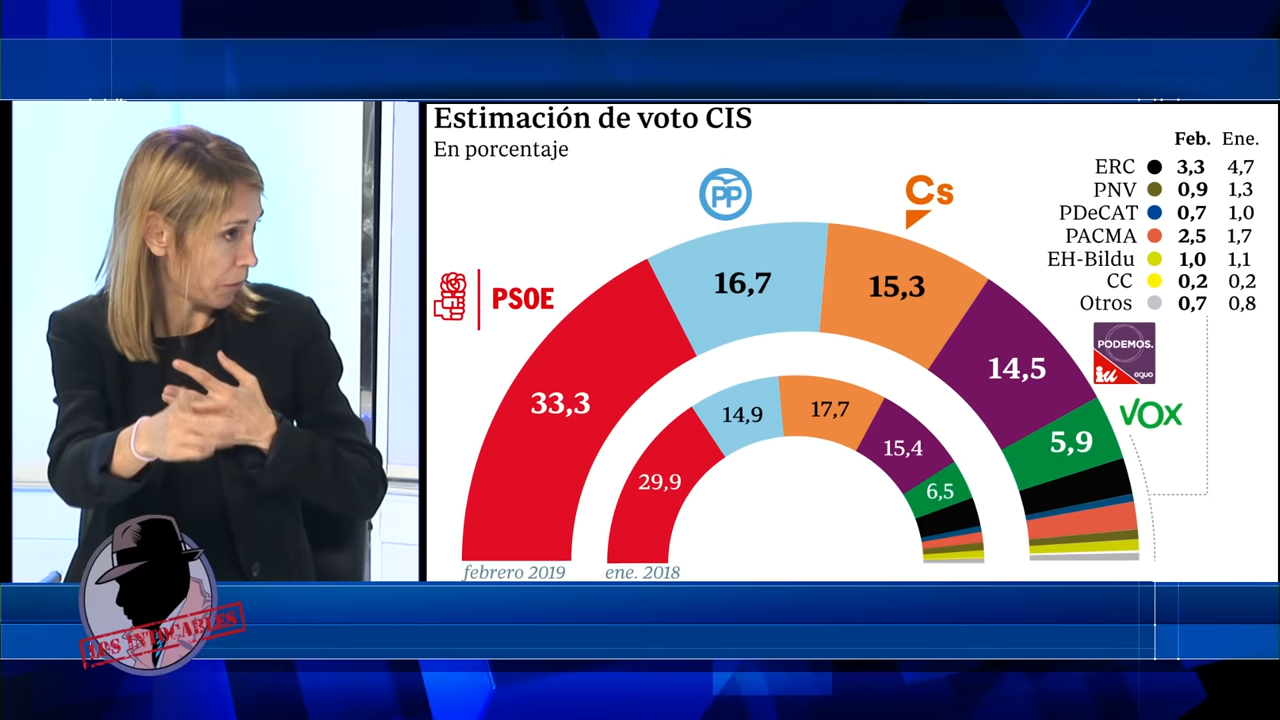 Estimación de voto CIS
En porcentaje
Feb. Ene.
ERC 3,3 4,7
PNV 0,9 1,3
PDeCAT 0,7 1,0
PACMA 2,5 1,7
EH-Bildu 1,0 1,1
CC 0,2 0,2
Otros 0,7 0,8
PP
Cs
PSOE
PODEMOS.
iu equo
VOX
33,3
16,7
15,3
14,5
5,9
29,9
14,9
17,7
15,4
6,5
febrero 2019
ene. 2018
LOS INTOCABLES